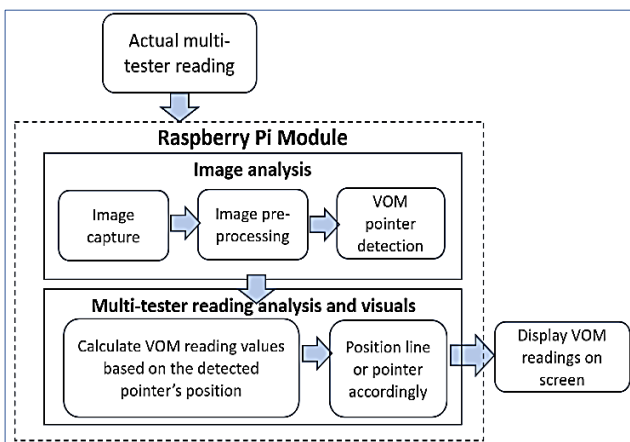 Actual multi-
tester reading
Raspberry Pi Module
Image analysis
Image
capture
Image pre-
processing
VOM
pointer
detection
Multi-tester reading analysis and visuals
Calculate VOM reading values
based on the detected
pointer's position
Position line
or pointer
accordingly
Display VOM
readings on
screen